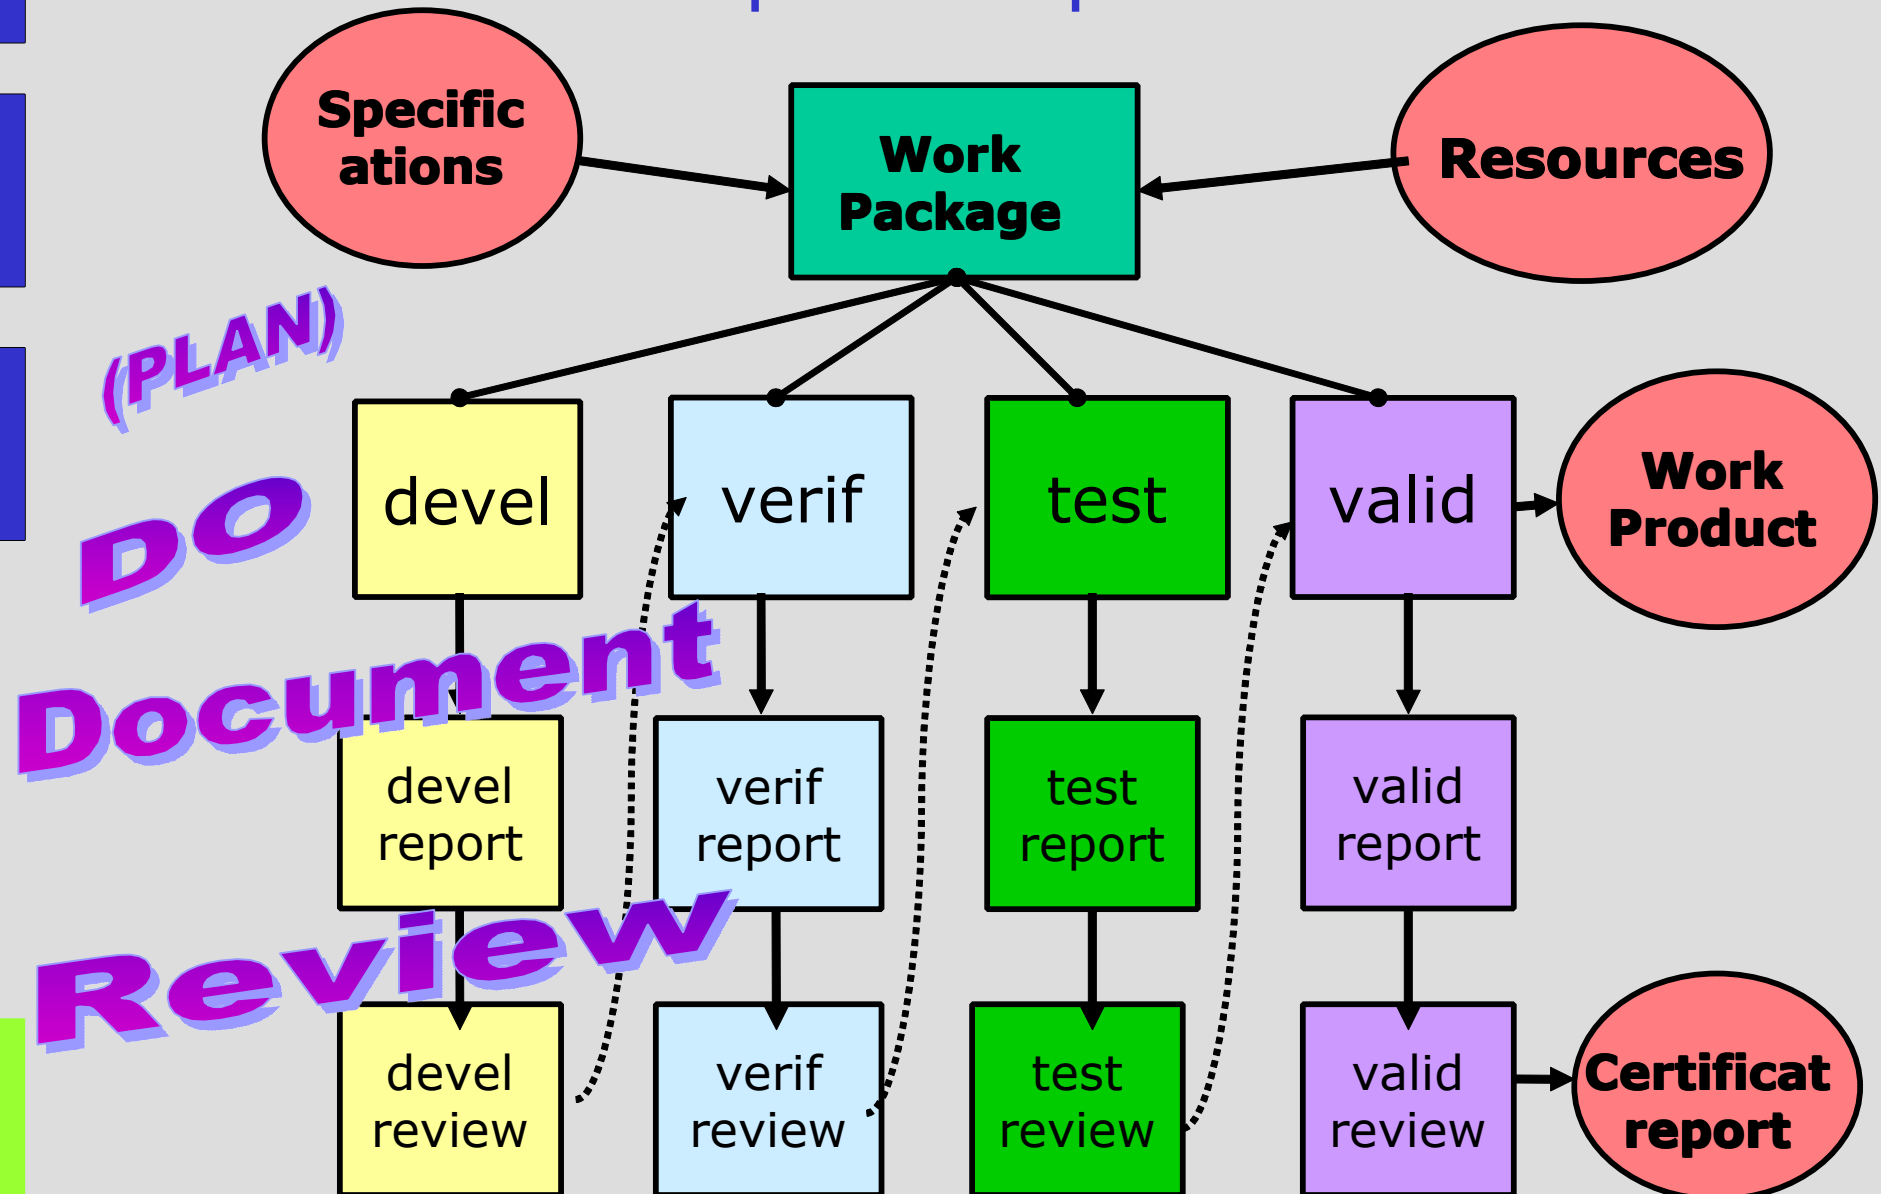 Specific
ations
Work
Package
Resources
(PLAN)
DO
devel
verif
test
valid
Work
Product
Document
devel
report
verif
report
test
report
valid
report
Review
devel
review
verif
review
test
review
valid
review
Certificat
report